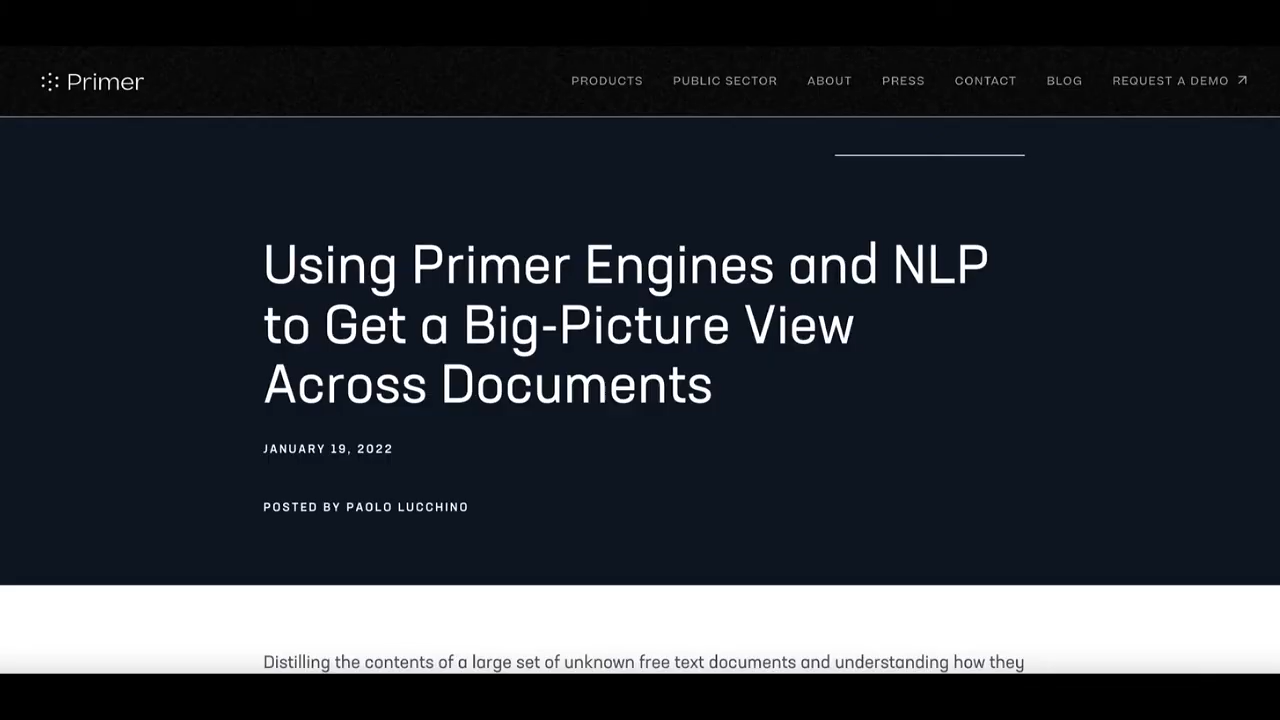 Primer
PRODUCTS PUBLIC SECTOR ABOUT PRESS CONTACT BLOG REQUEST A DEMO
Using Primer Engines and NLP
to Get a Big-Picture View
Across Documents
JANUARY 19, 2022
POSTED BY PAOLO LUCCHINO
Distilling the contents of a large set of unknown free text documents and understanding how they